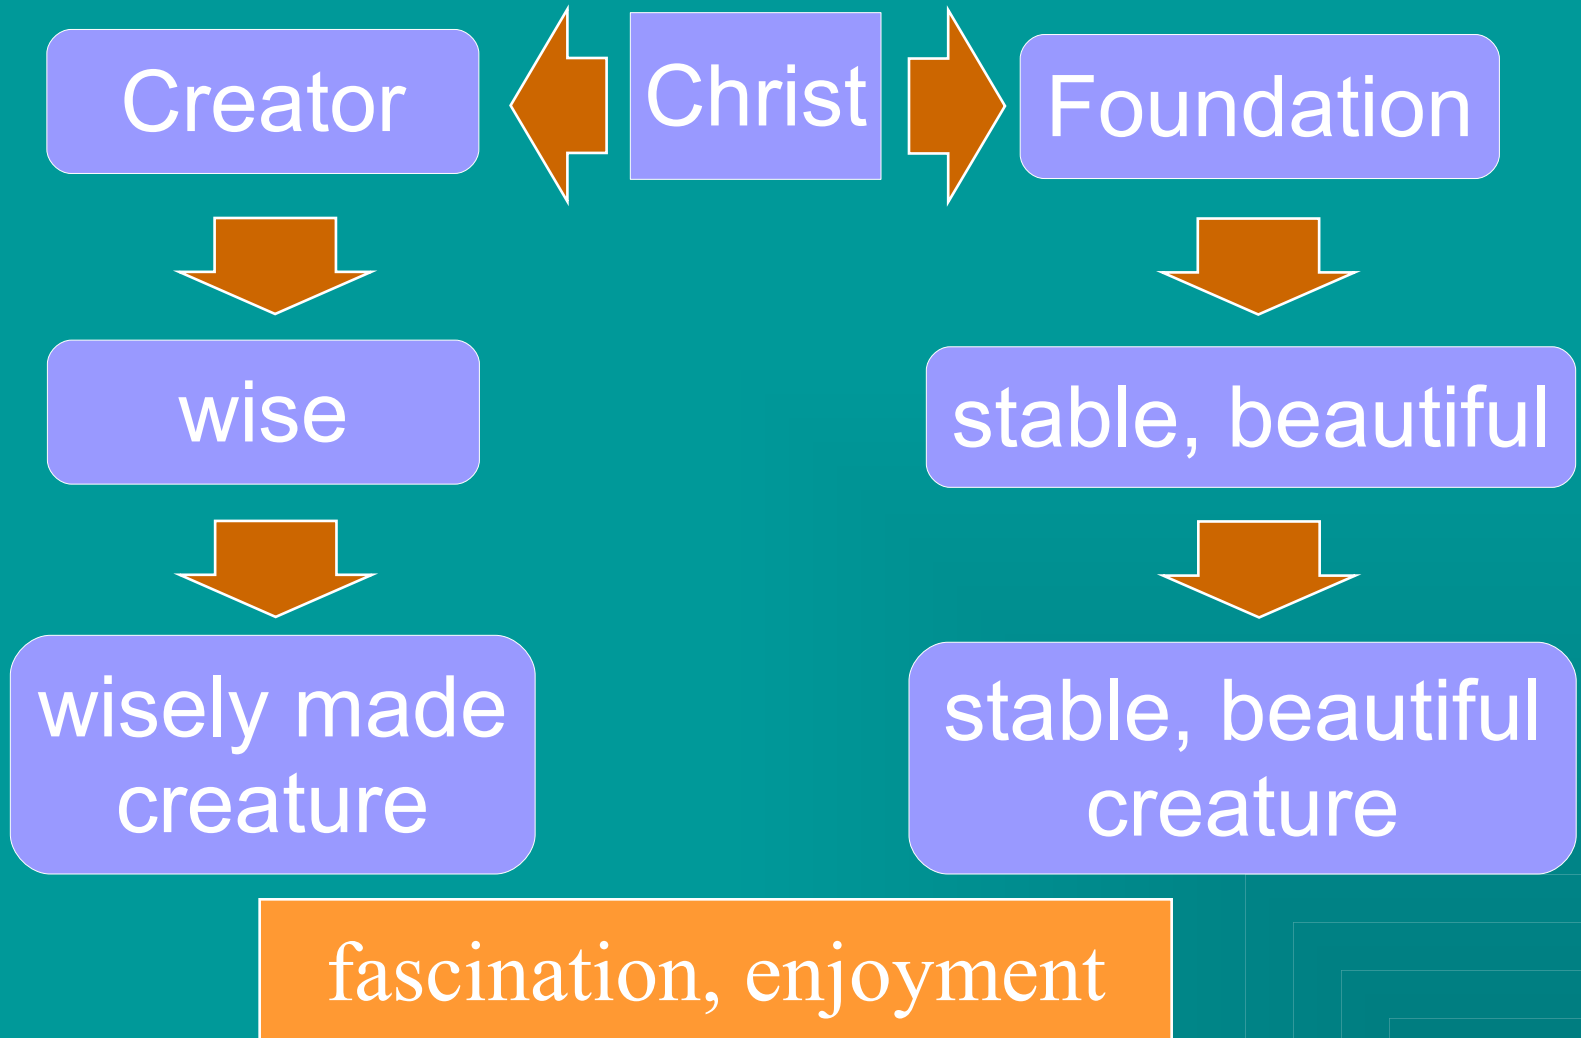 Creator
Christ
Foundation
wise
stable, beautiful
wisely made
creature
stable, beautiful
creature
fascination, enjoyment